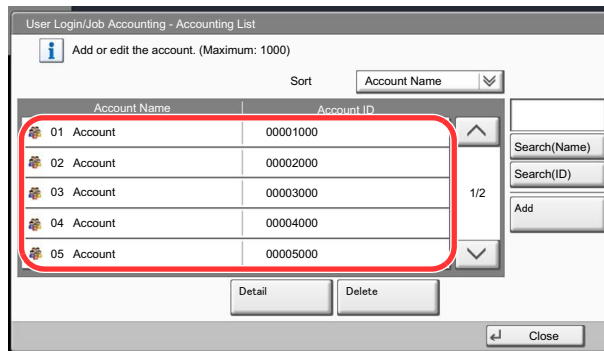 User Login/Job Accounting - Accounting List
i Add or edit the account. (Maximum: 1000)
Sort Account Name
Account Name Account ID
01 Account 00001000
02 Account 00002000
03 Account 00003000
04 Account 00004000
05 Account 00005000
1/2
Search(Name)
Search(ID)
Add
Detail Delete
Close